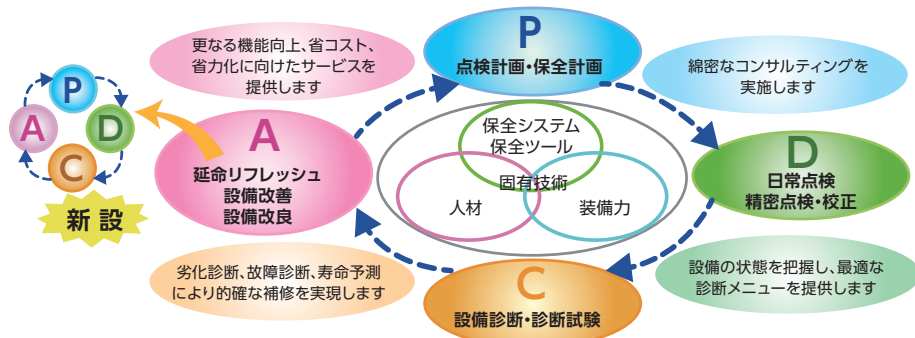 P
A
D
C
新設
更なる機能向上、省コスト、
省力化に向けたサービスを
提供します
P
点検計画・保全計画
綿密なコンサルティングを
実施します
A
延命リフレッシュ
設備改善
設備改良
保全システム
保全ツール
固有技術
人材
装備力
D
日常点検
精密点検・校正
劣化診断、故障診断、寿命予測
により的確な補修を実現します
C
設備診断・診断試験
設備の状態を把握し、最適な
診断メニューを提供します